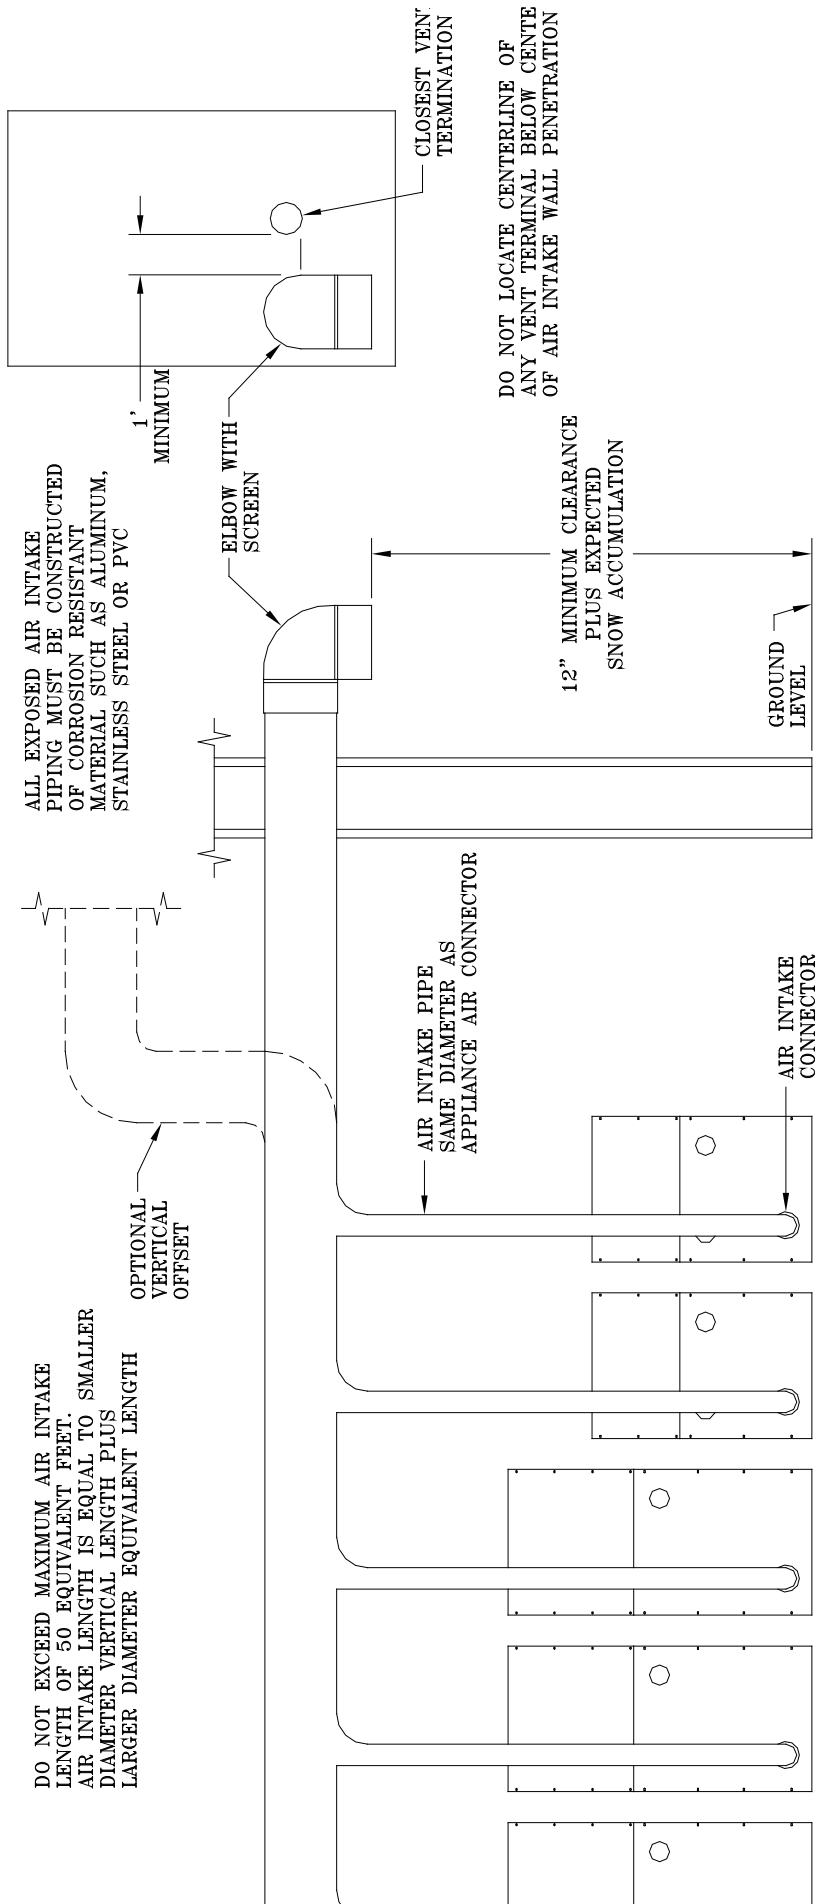 DO NOT EXCEED MAXIMUM AIR INTAKE
LENGTH OF 50 EQUIVALENT FEET.
AIR INTAKE LENGTH IS EQUAL TO SMALLER
DIAMETER VERTICAL LENGTH PLUS
LARGER DIAMETER EQUIVALENT LENGTH
OPTIONAL
VERTICAL
OFFSET
ALL EXPOSED AIR INTAKE
PIPING MUST BE CONSTRUCTED
OF CORROSION RESISTANT
MATERIAL SUCH AS ALUMINUM,
STAINLESS STEEL OR PVC
1'
MINIMUM
ELBOW WITH
SCREEN
CLOSEST VENT
TERMINATION
DO NOT LOCATE CENTERLINE OF
ANY VENT TERMINAL BELOW CENTE
OF AIR INTAKE WALL PENETRATION
12" MINIMUM CLEARANCE
PLUS EXPECTED
SNOW ACCUMULATION
GROUND
LEVEL
AIR INTAKE PIPE
SAME DIAMETER AS
APPLIANCE AIR CONNECTOR
AIR INTAKE
CONNECTOR